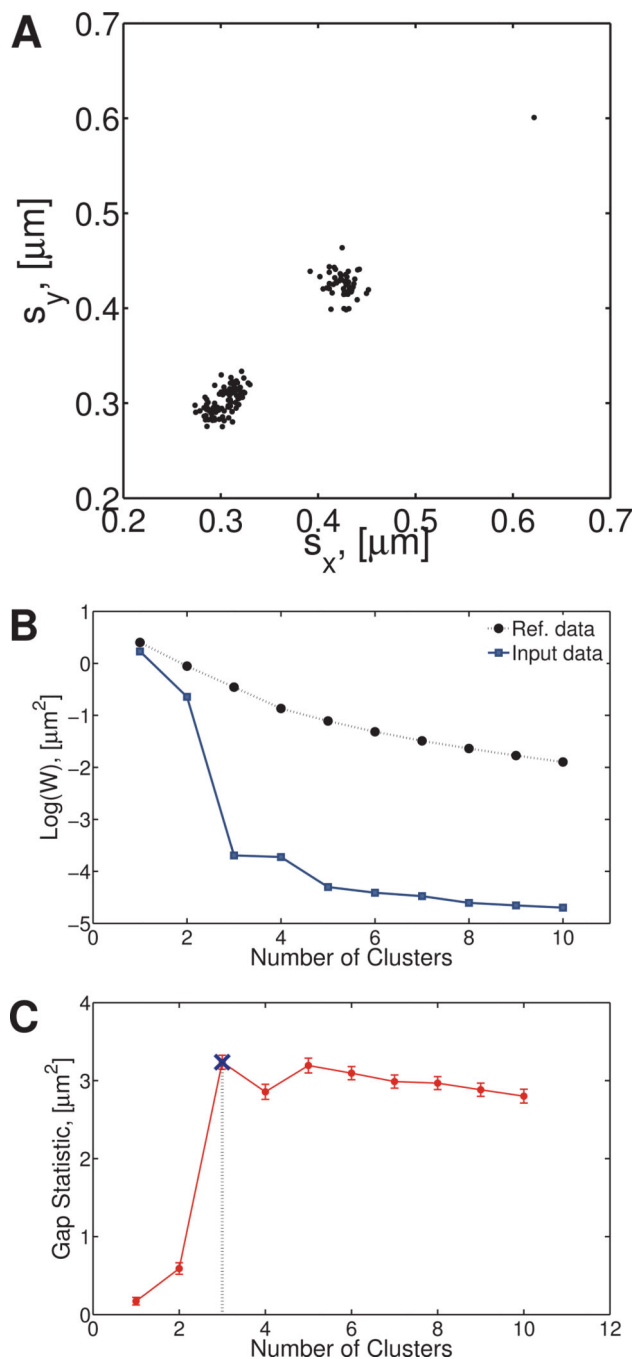 A
0.7
0.6
0.5
0.4
0.3
0.2
s_y, [μm]
0.2 0.3 0.4 0.5 0.6 0.7
s_x, [μm]
B
1
0
−1
−2
−3
−4
−5
Log(W), [μm²]
Ref. data
Input data
0 2 4 6 8 10
Number of Clusters
C
4
3
2
1
0
Gap Statistic, [μm²]
0 2 4 6 8 10 12
Number of Clusters